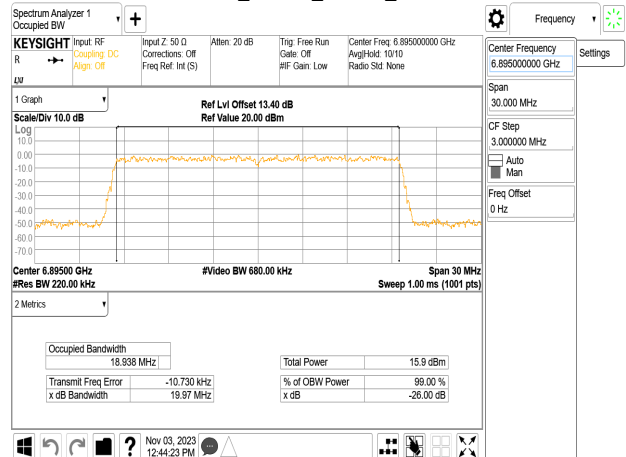 Spectrum Analyzer 1
Occupied BW
Frequency
KEYSIGHT
Input: RF
Coupling: DC
Align: Off
Input Z: 50 Ω
Corrections: Off
Freq Ref: Int (S)
Atten: 20 dB
Trig: Free Run
Gate: Off
#IF Gain: Low
Center Freq: 6.895000000 GHz
Avg|Hold: 10/10
Radio Std: None
R
LXI
Center Frequency
6.895000000 GHz
Settings
Span
30.000 MHz
CF Step
3.000000 MHz
Auto
Man
Freq Offset
0 Hz
1 Graph
Scale/Div 10.0 dB
Ref Lvl Offset 13.40 dB
Ref Value 20.00 dBm
Log
10.0
0.00
-10.0
-20.0
-30.0
-40.0
-50.0
-60.0
-70.0
Center 6.89500 GHz
#Video BW 680.00 kHz
Span 30 MHz
#Res BW 220.00 kHz
Sweep 1.00 ms (1001 pts)
2 Metrics
Occupied Bandwidth
18.938 MHz
Total Power 15.9 dBm
Transmit Freq Error -10.730 kHz
% of OBW Power 99.00 %
x dB Bandwidth 19.97 MHz
x dB -26.00 dB
?
Nov 03, 2023
12:44:23 PM